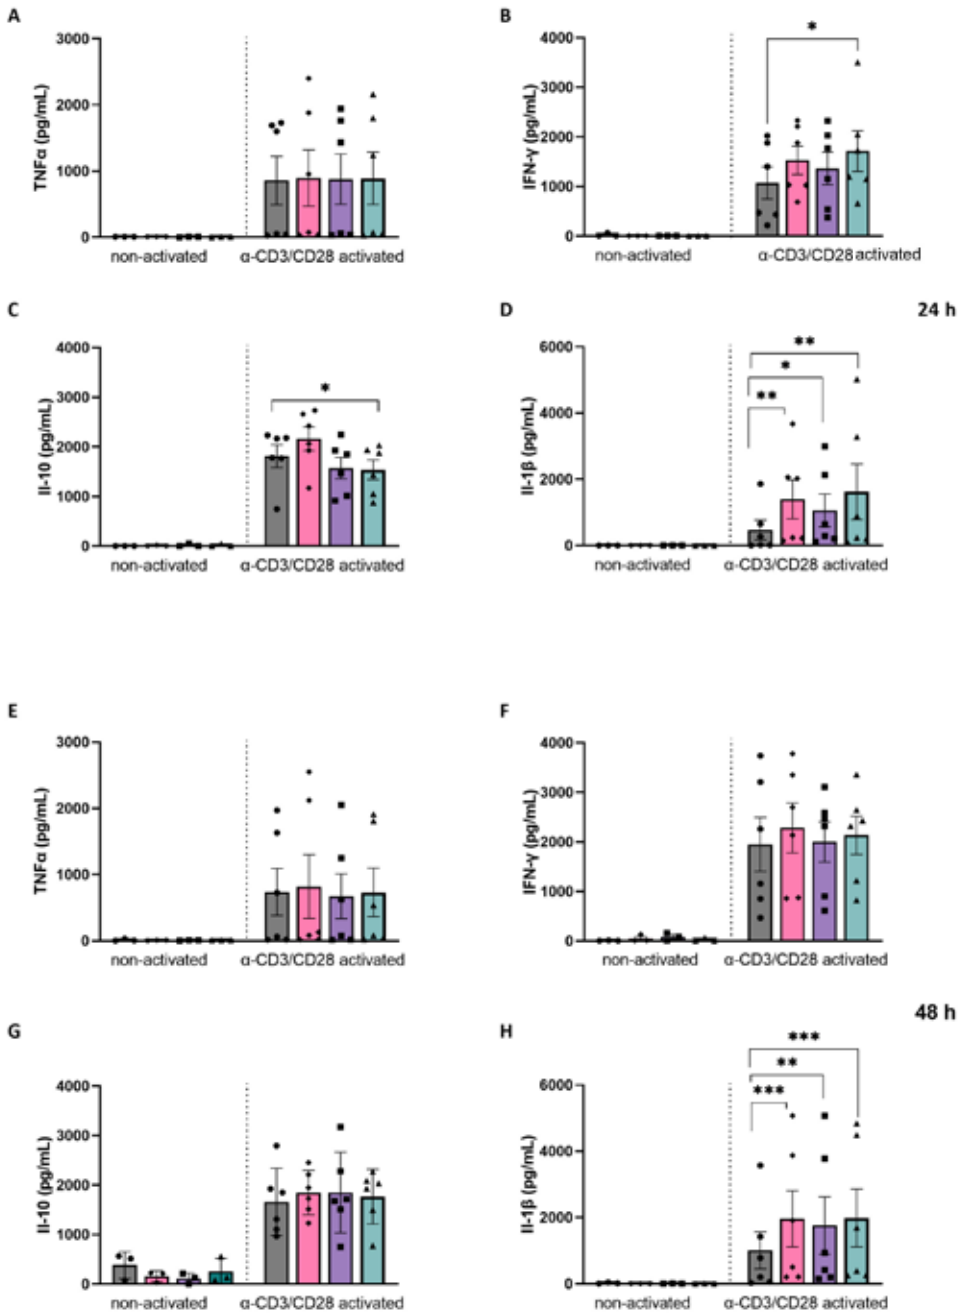 A
TNFα (pg/mL)
3000
2000
1000
0
non-activated
α-CD3/CD28 activated
B
IFN-γ (pg/mL)
4000
3000
2000
1000
0
*
non-activated
α-CD3/CD28 activated
C
Il-10 (pg/mL)
4000
3000
2000
1000
0
*
non-activated
α-CD3/CD28 activated
D
24 h
Il-1β (pg/mL)
6000
4000
2000
0
**
*
**
non-activated
α-CD3/CD28 activated
E
TNFα (pg/mL)
3000
2000
1000
0
non-activated
α-CD3/CD28 activated
F
IFN-γ (pg/mL)
4000
3000
2000
1000
0
non-activated
α-CD3/CD28 activated
48 h
G
Il-10 (pg/mL)
4000
3000
2000
1000
0
non-activated
α-CD3/CD28 activated
H
Il-1β (pg/mL)
6000
4000
2000
0
***
**
***
non-activated
α-CD3/CD28 activated